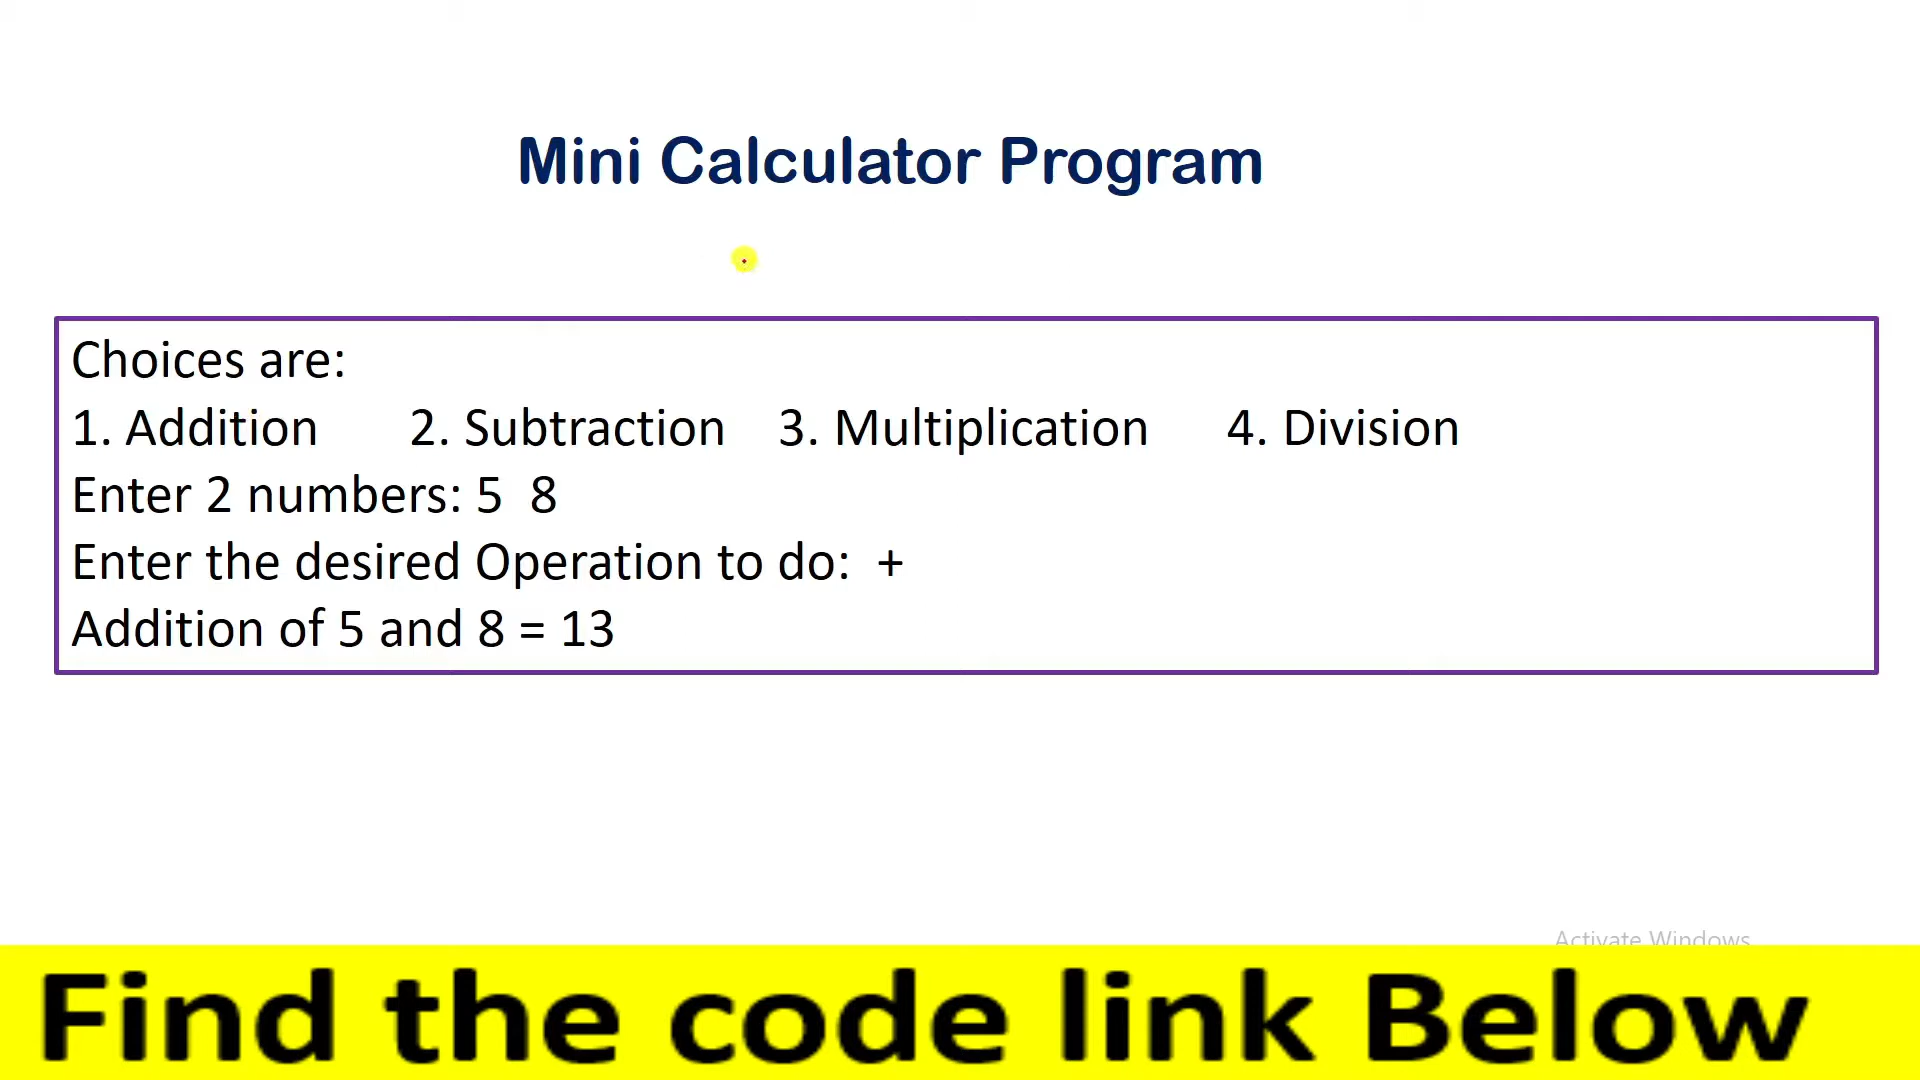 Mini Calculator Program
Choices are:
1. Addition 2. Subtraction 3. Multiplication 4. Division
Enter 2 numbers: 5 8
Enter the desired Operation to do: +
Addition of 5 and 8 = 13
Activate Windows
Find the code link Below